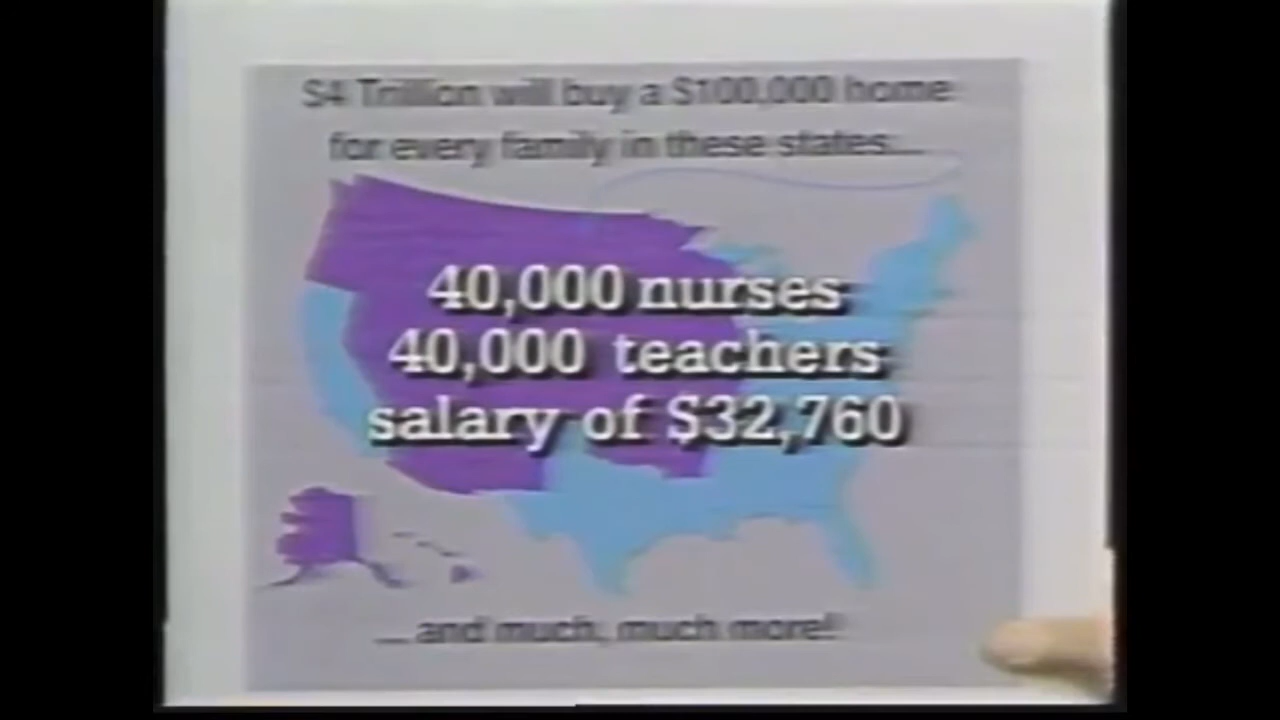 $4 Trillion will buy a $100,000 home
for every family in these states...
40,000 nurses
40,000 teachers
salary of $32,760
... and much, much more!